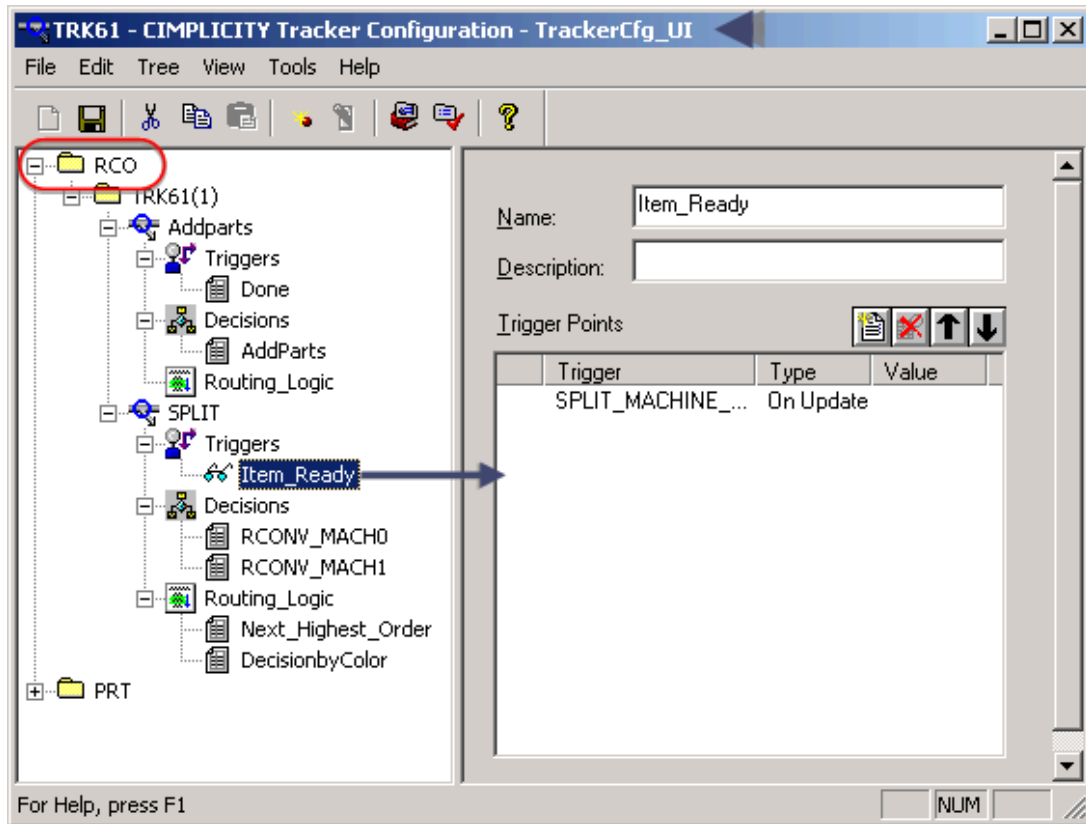 TRK61 - CIMPLICITY Tracker Configuration - TrackerCfg_UI
File Edit Tree View Tools Help
RCO
TRK61(1)
Addparts
Triggers
Done
Decisions
AddParts
Routing_Logic
SPLIT
Triggers
Item_Ready
Decisions
RCONV_MACH0
RCONV_MACH1
Routing_Logic
Next_Highest_Order
DecisionbyColor
PRT
Name: Item_Ready
Description:
Trigger Points
Trigger Type Value
SPLIT_MACHINE_... On Update
For Help, press F1
NUM